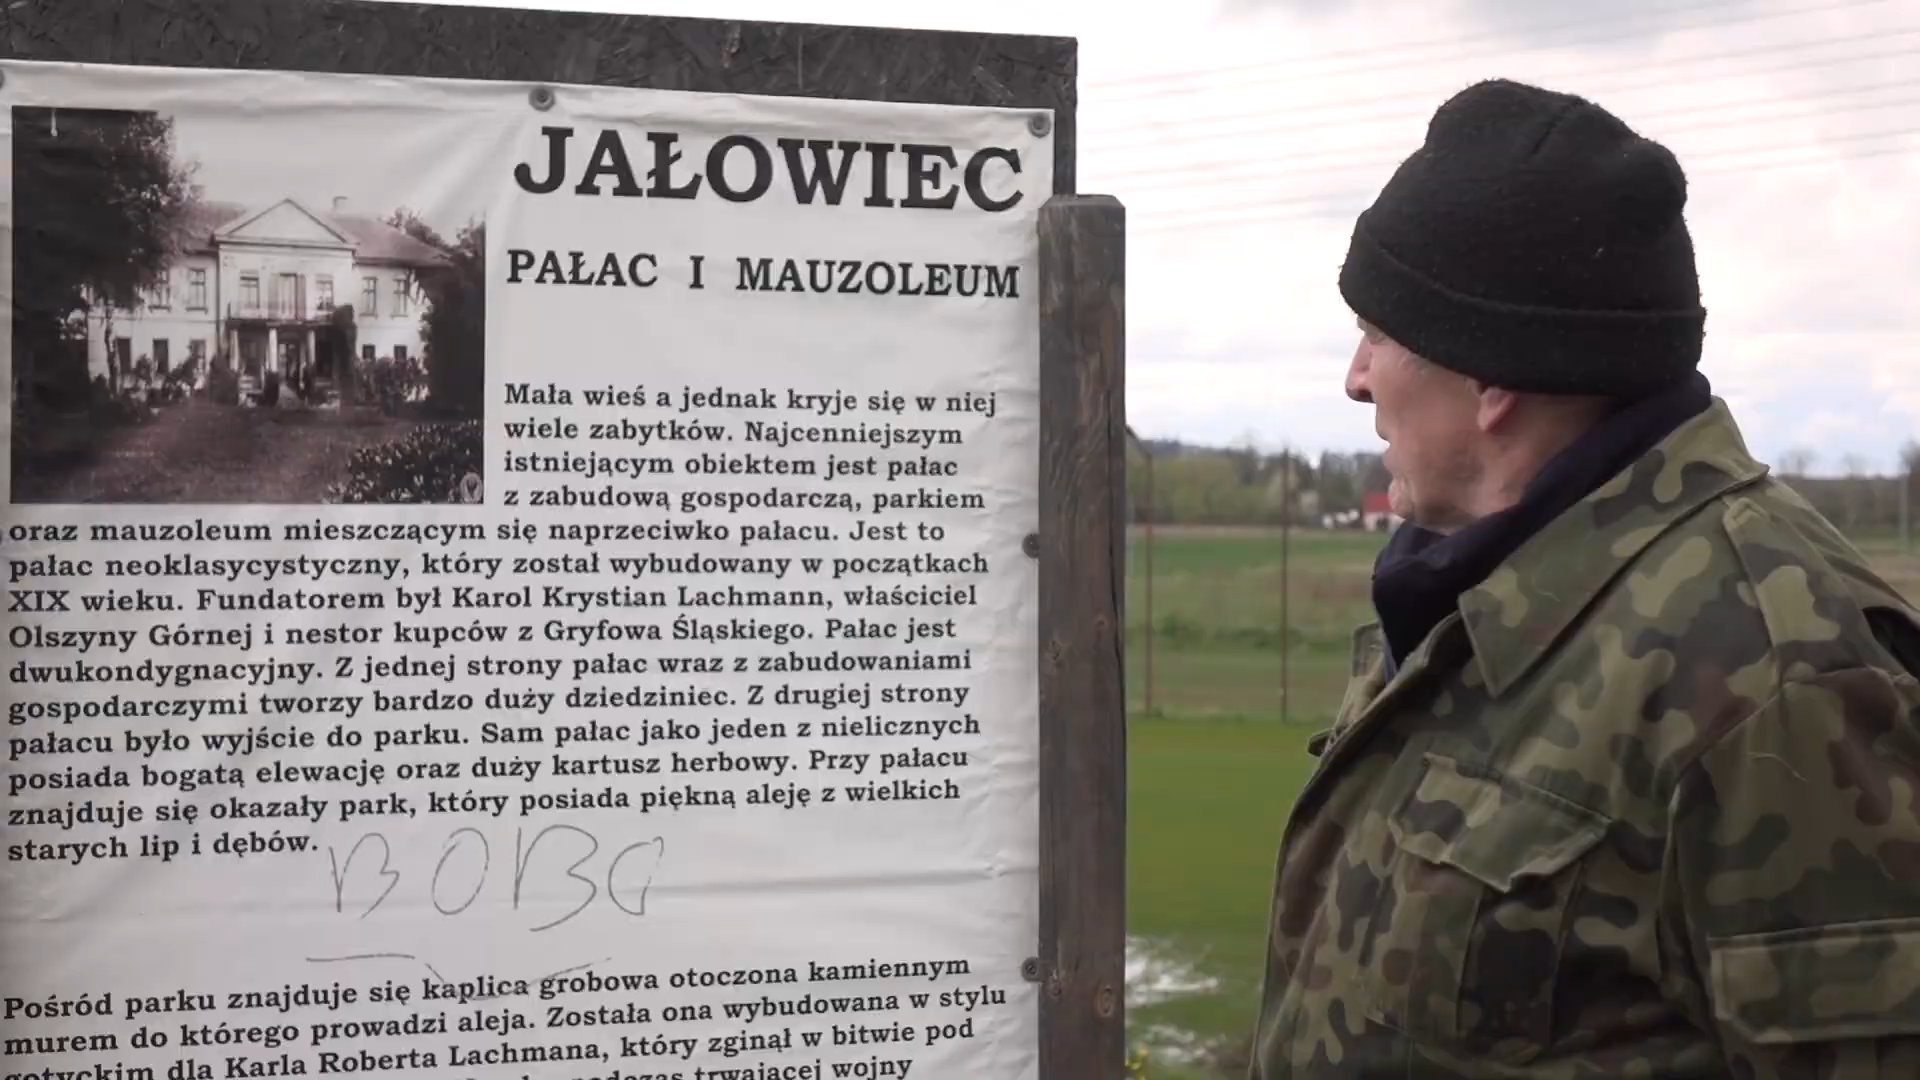 JAŁOWIEC
PAŁAC I MAUZOLEUM
Mała wieś a jednak kryje się w niej
wiele zabytków. Najcenniejszym
istniejącym obiektem jest pałac
z zabudową gospodarczą, parkiem
oraz mauzoleum mieszczącym się naprzeciwko pałacu. Jest to
pałac neoklasycystyczny, który został wybudowany w początkach
XIX wieku. Fundatorem był Karol Krystian Lachmann, właściciel
Olszyny Górnej i nestor kupców z Gryfowa Śląskiego. Pałac jest
dwukondygnacyjny. Z jednej strony pałac wraz z zabudowaniami
gospodarczymi tworzy bardzo duży dziedziniec. Z drugiej strony
pałacu było wyjście do parku. Sam pałac jako jeden z nielicznych
posiada bogatą elewację oraz duży kartusz herbowy. Przy pałacu
znajduje się okazały park, który posiada piękną aleję z wielkich
starych lip i dębów.
BOBO
Pośród parku znajduje się kaplica grobowa otoczona kamiennym
murem do którego prowadzi aleja. Została ona wybudowana w stylu
gotyckim dla Karla Roberta Lachmana, który zginął w bitwie pod
podczas trwającej wojny